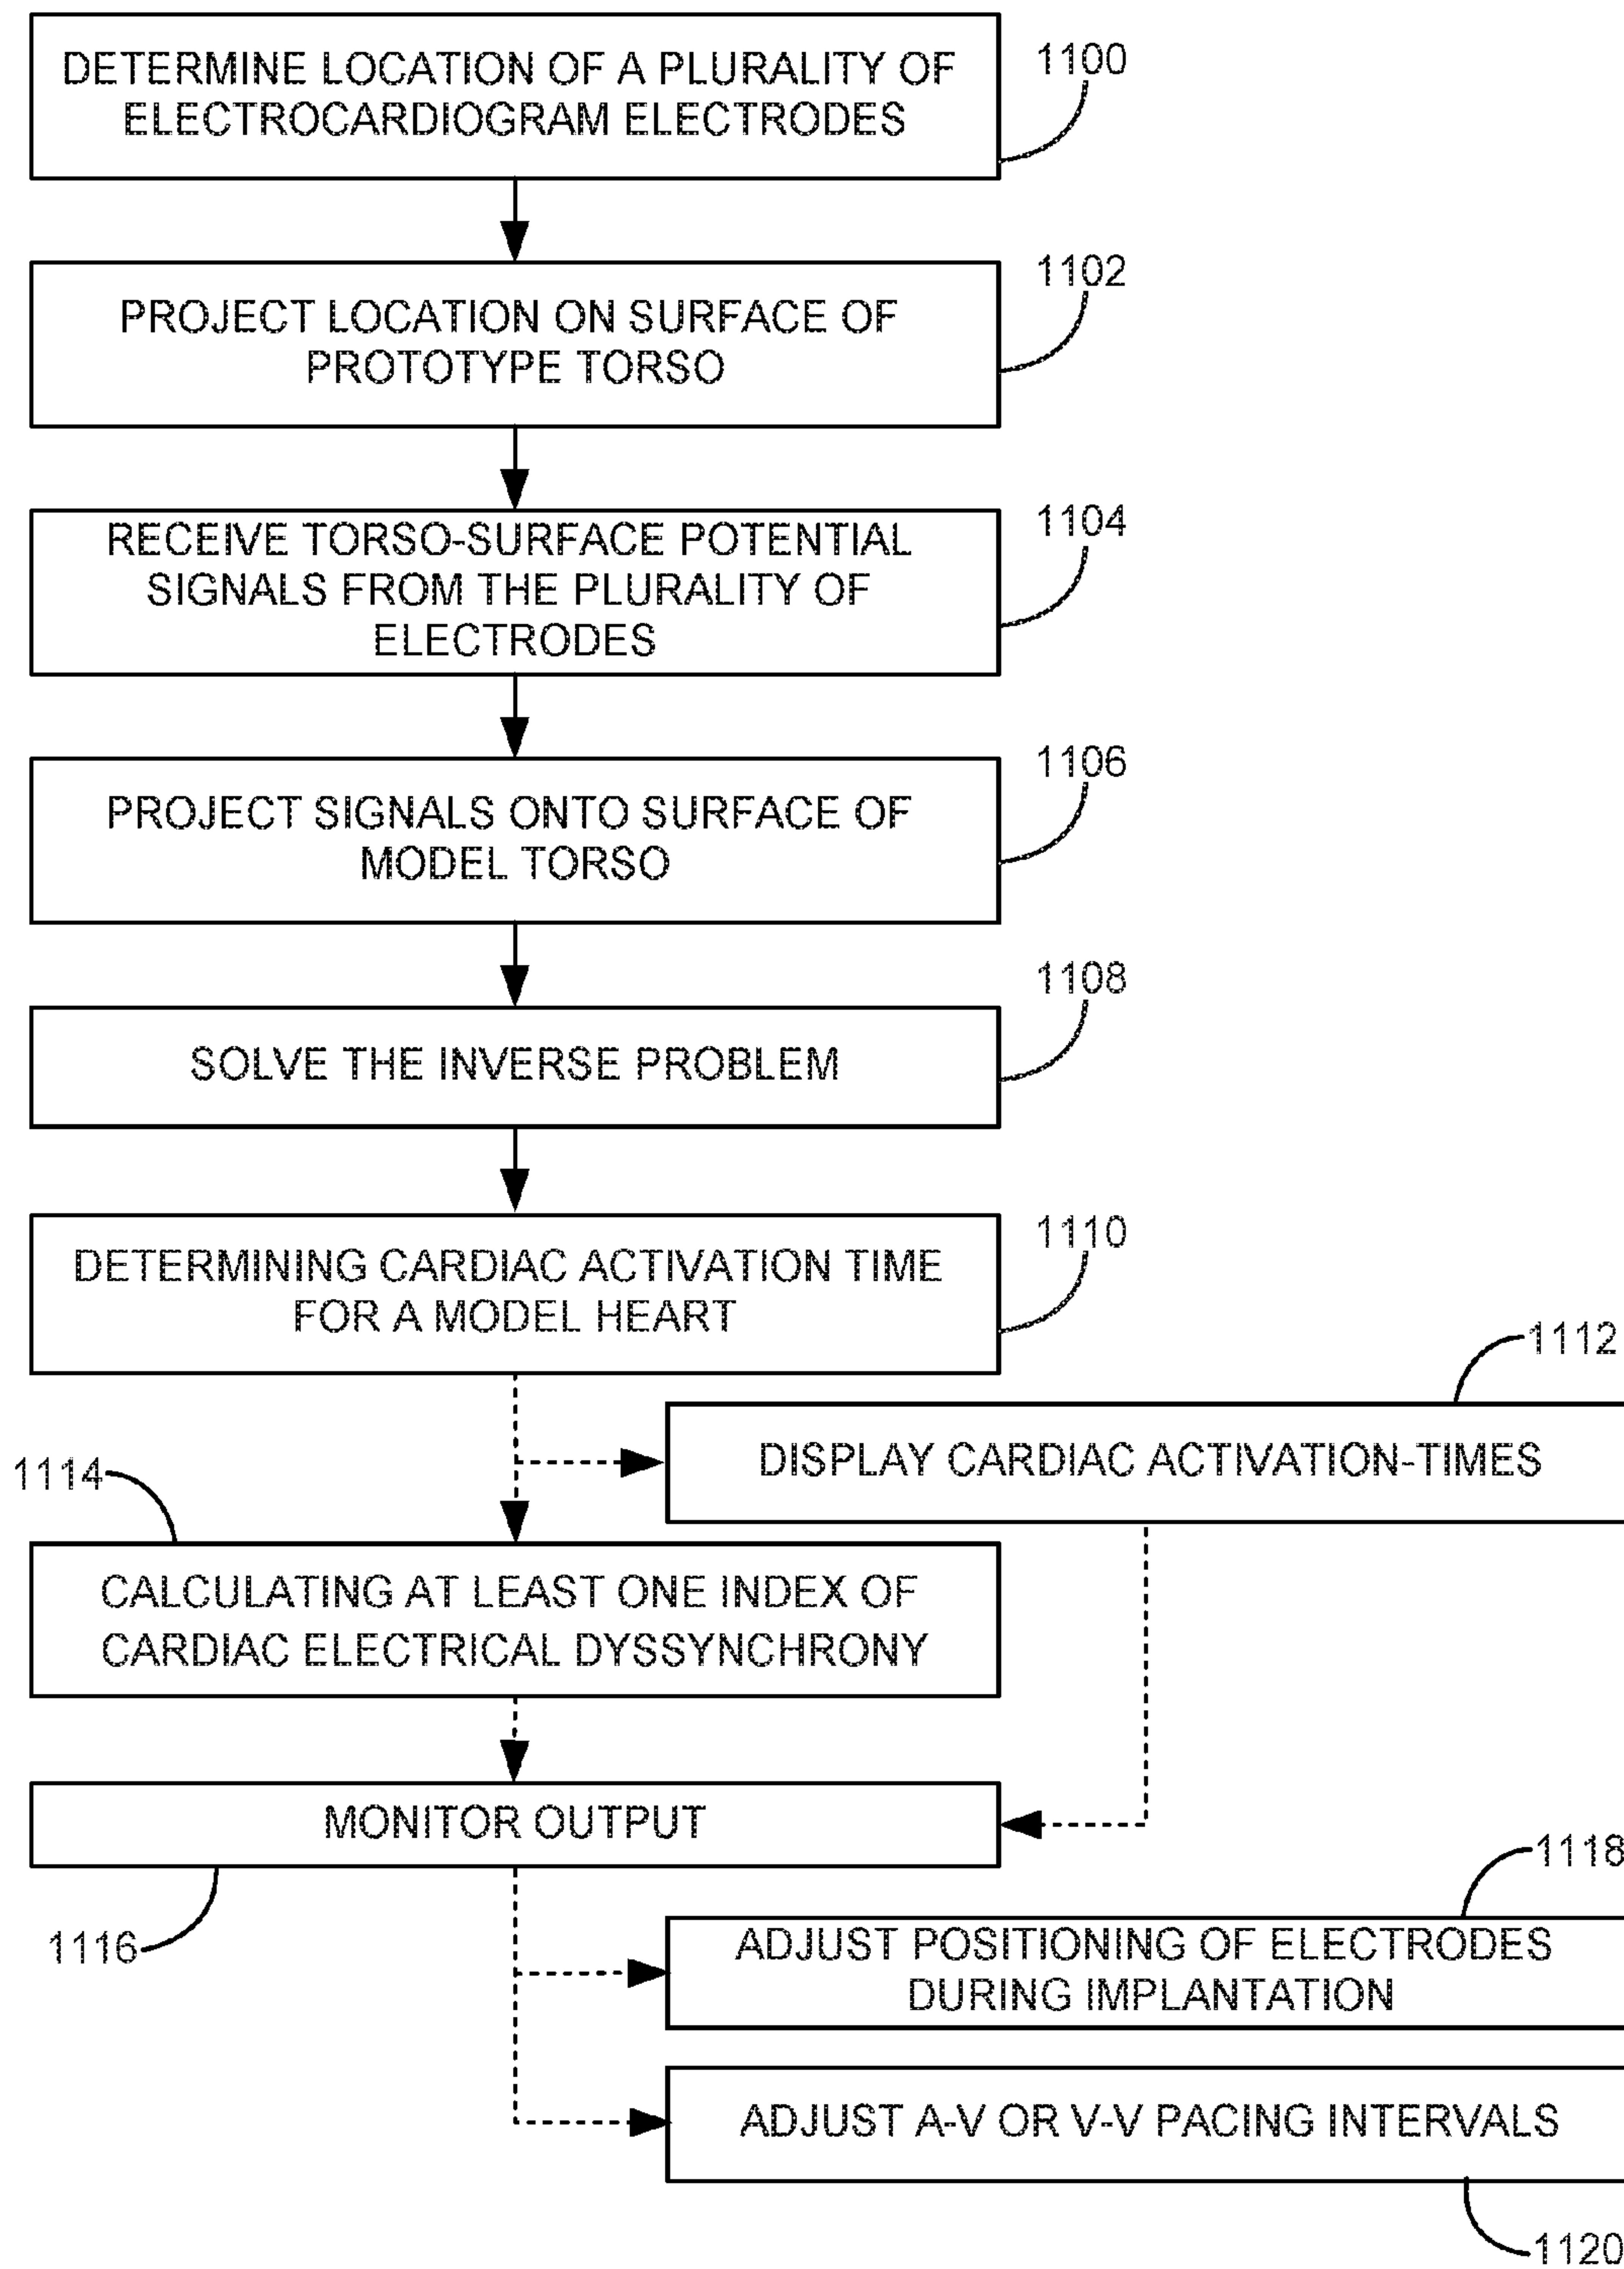 DETERMINE LOCATION OF A PLURALITY OF
ELECTROCARDIOGRAM ELECTRODES
1100
PROJECT LOCATION ON SURFACE OF
PROTOTYPE TORSO
1102
RECEIVE TORSO-SURFACE POTENTIAL
SIGNALS FROM THE PLURALITY OF
ELECTRODES
1104
PROJECT SIGNALS ONTO SURFACE OF
MODEL TORSO
1106
SOLVE THE INVERSE PROBLEM
1108
DETERMINING CARDIAC ACTIVATION TIME
FOR A MODEL HEART
1110
1112
DISPLAY CARDIAC ACTIVATION-TIMES
1114
CALCULATING AT LEAST ONE INDEX OF
CARDIAC ELECTRICAL DYSSYNCHRONY
MONITOR OUTPUT
1116
1118
ADJUST POSITIONING OF ELECTRODES
DURING IMPLANTATION
ADJUST A-V OR V-V PACING INTERVALS
1120